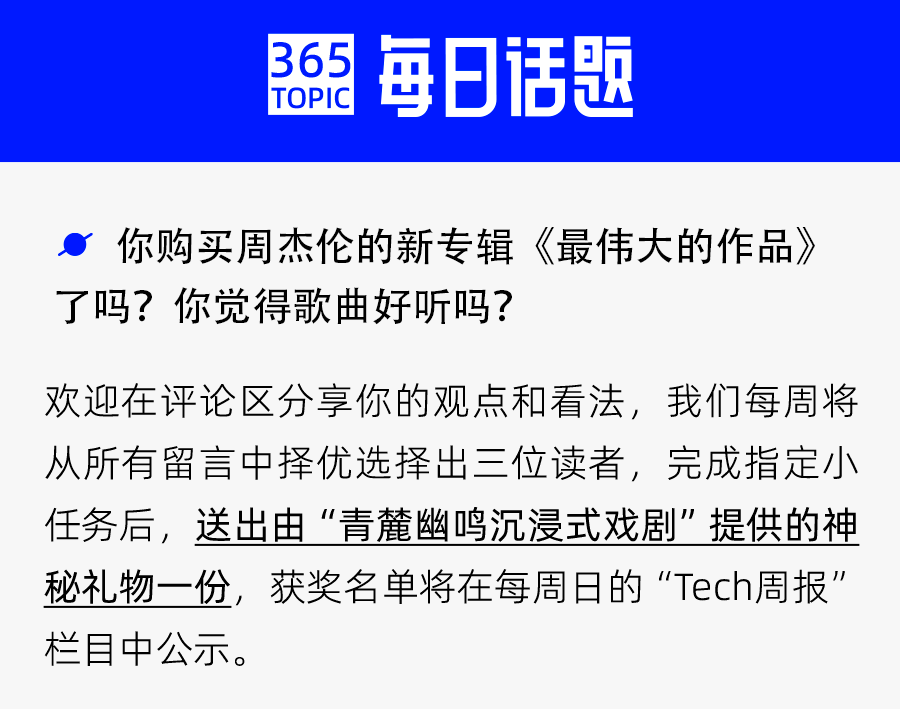 365
TOPIC
每日话题
你购买周杰伦的新专辑《最伟大的作品》
了吗？你觉得歌曲好听吗？
欢迎在评论区分享你的观点和看法，我们每周将
从所有留言中择优选择出三位读者，完成指定小
任务后，送出由“青麓幽鸣沉浸式戏剧”提供的神
秘礼物一份，获奖名单将在每周日的“Tech周报”
栏目中公示。